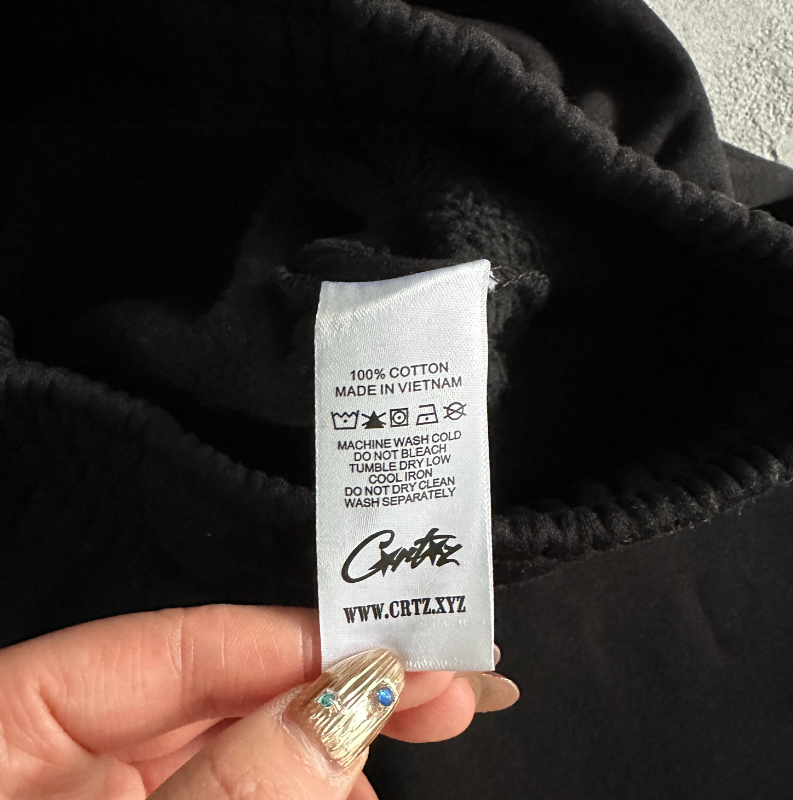 100% COTTON
MADE IN VIETNAM
MACHINE WASH COLD
DO NOT BLEACH
TUMBLE DRY LOW
COOL IRON
DO NOT DRY CLEAN
WASH SEPARATELY
Crtz
WWW.CRTZ.XYZ